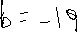 b = -19